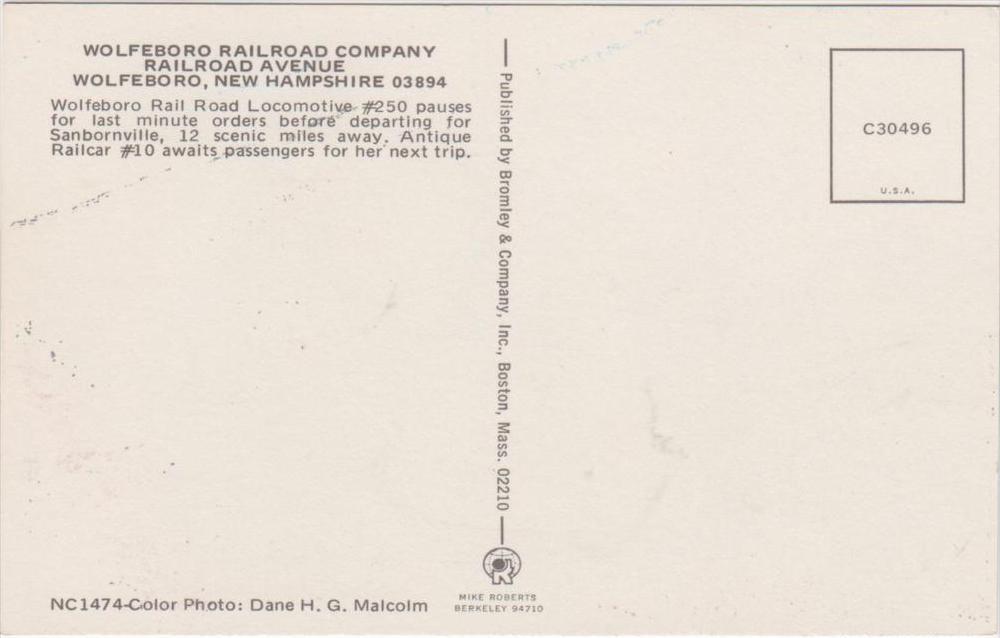 WOLFEBORO RAILROAD COMPANY
RAILROAD AVENUE
WOLFEBORO, NEW HAMPSHIRE 03894
Wolfeboro Rail Road Locomotive #250 pauses
for last minute orders before departing for
Sanbornville, 12 scenic miles away. Antique
Railcar #10 awaits passengers for her next trip.
Published by Bromley & Company, Inc., Boston, Mass. 02210
C30496
U.S.A.
R
MIKE ROBERTS
BERKELEY 94710
NC1474-Color Photo: Dane H. G. Malcolm